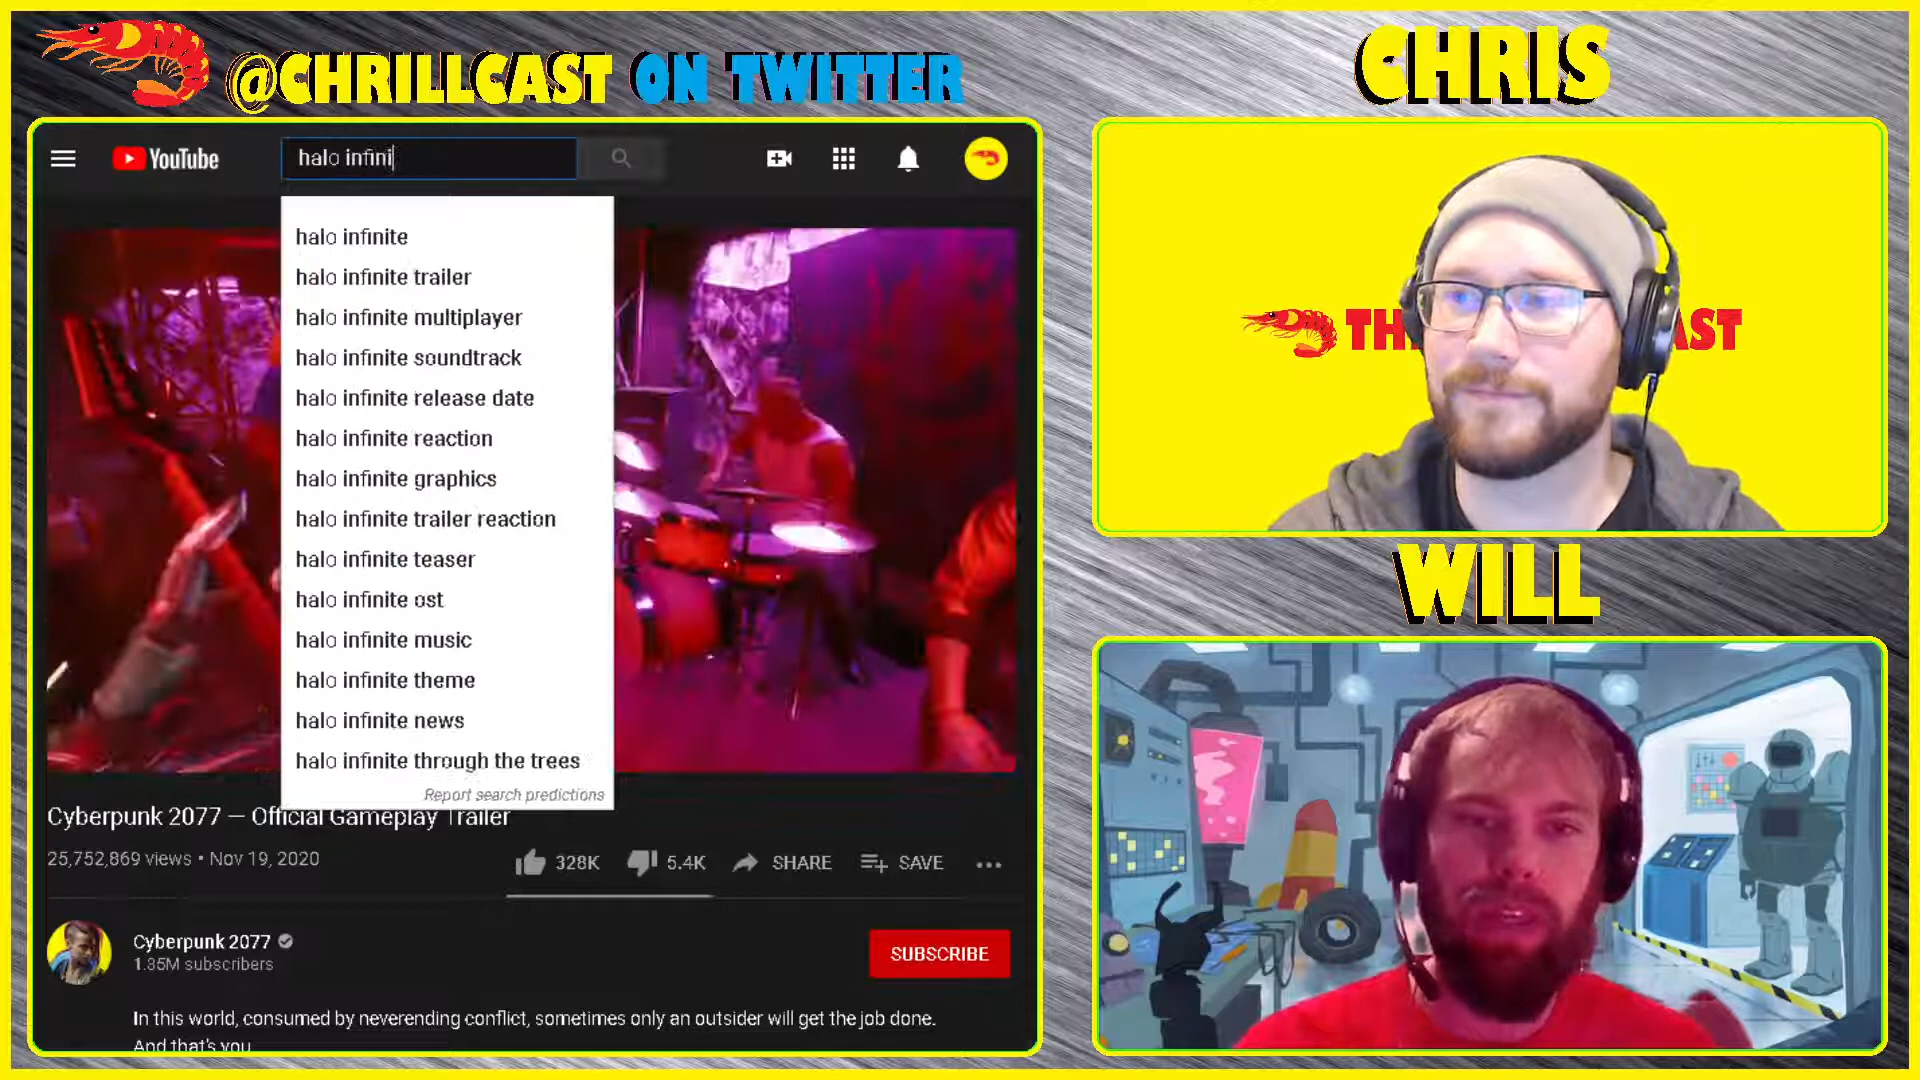 @CHRILLCAST ON TWITTER
CHRIS
YouTube
halo infini
halo infinite
halo infinite trailer
halo infinite multiplayer
halo infinite soundtrack
halo infinite release date
halo infinite reaction
halo infinite graphics
halo infinite trailer reaction
halo infinite teaser
halo infinite ost
halo infinite music
halo infinite theme
halo infinite news
halo infinite through the trees
Report search predictions
Cyberpunk 2077 — Official Gameplay Trailer
25,752,869 views • Nov 19, 2020
328K
5.4K
SHARE
SAVE
Cyberpunk 2077
1.35M subscribers
SUBSCRIBE
In this world, consumed by neverending conflict, sometimes only an outsider will get the job done.
And that's you
TH AST
WILL